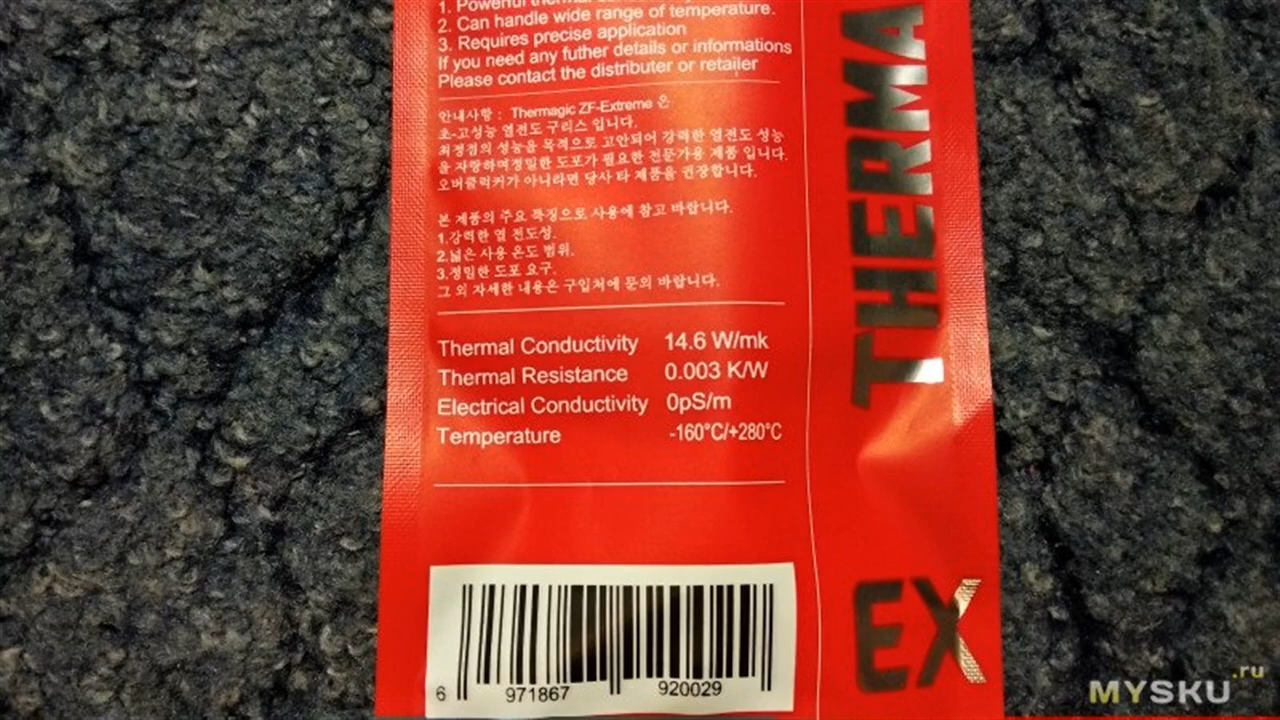 1. Powerful thermal
2. Can handle wide range of temperature.
3. Requires precise application
If you need any futher details or informations
Please contact the distributer or retailer
안내사항 : Thermagic ZF-Extreme 은
초-고성능 열전도 구리스 입니다.
최정점의 성능을 목적으로 고안되어 강력한 열전도 성능
을 자랑하며정밀한 도포가 필요한 전문가용 제품 입니다.
오버클럭커가 아니라면 당사 타 제품을 권장합니다.
본 제품의 주요 특징으로 사용에 참고 바랍니다.
1.강력한 열 전도성.
2.넓은 사용 온도 범위.
3.정밀한 도포 요구.
그 외 자세한 내용은 구입처에 문의 바랍니다.
Thermal Conductivity 14.6 W/mk
Thermal Resistance 0.003 K/W
Electrical Conductivity 0pS/m
Temperature -160°C/+280°C
6 971867 920029
THERMA
EX
MYSKU.ru